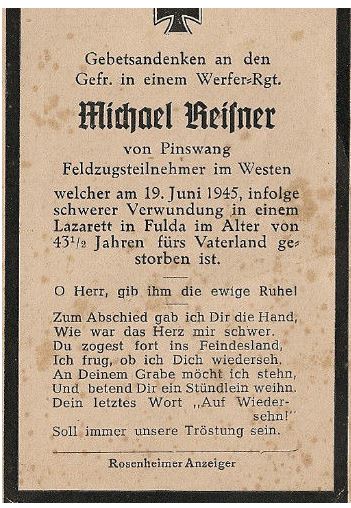 Gebetsandenken an den
Gefr. in einem Werfer=Rgt.
Michael Reiſner
von Pinswang
Feldzugsteilnehmer im Westen
welcher am 19. Juni 1945, infolge
schwerer Verwundung in einem
Lazarett in Fulda im Alter von
43½ Jahren fürs Vaterland ge=
storben ist.
O Herr, gib ihm die ewige Ruhe!
Zum Abschied gab ich Dir die Hand,
Wie war das Herz mir schwer.
Du zogest fort ins Feindesland,
Ich frug, ob ich Dich wiederseh.
An Deinem Grabe möcht ich stehn,
Und betend Dir ein Stündlein weihn.
Dein letztes Wort „Auf Wieder-
sehn!"
Soll immer unsere Tröstung sein.
Rosenheimer Anzeiger